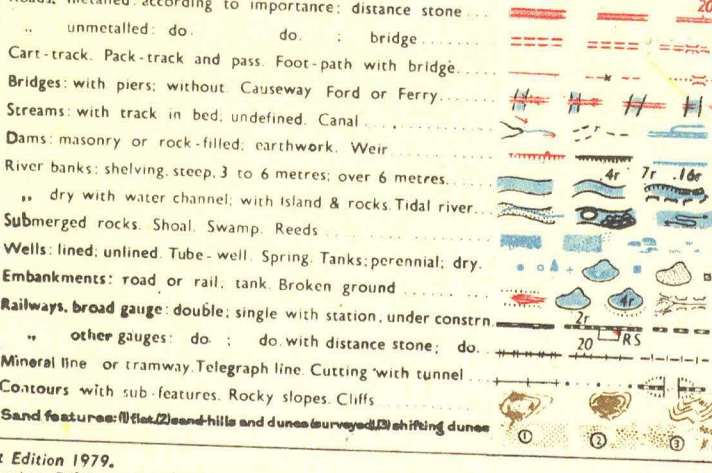 Roads, metalled: according to importance; distance stone . . . 20
„ unmetalled: do. do. : bridge . . . . . . .
Cart-track. Pack-track and pass. Foot-path with bridge. . . .
Bridges: with piers; without. Causeway Ford or Ferry . . . . .
Streams: with track in bed; undefined. Canal . . . . . . . . . .
Dams: masonry or rock-filled; earthwork. Weir . . . . . . . .
River banks: shelving. steep, 3 to 6 metres; over 6 metres. . . . .4r 7r .16r
„ dry with water channel; with Island & rocks. Tidal river. . .
Submerged rocks. Shoal. Swamp. Reeds . . . . . . . . . . .
Wells: lined; unlined. Tube-well. Spring. Tanks; perennial; dry.
Embankments: road or rail, tank. Broken ground . . . . . . . 4r
Railways, broad gauge: double; single with station, under constrn. 2r RS
„ other gauges: do. ; do. with distance stone; do. . . 20
Mineral line or tramway. Telegraph line. Cutting with tunnel . . .
Contours with sub-features. Rocky slopes. Cliffs . . . . . . .
Sand features: (1) flat. (2) sand-hills and dunes (surveyed). (3) shifting dunes 1 2 3
t Edition 1979.